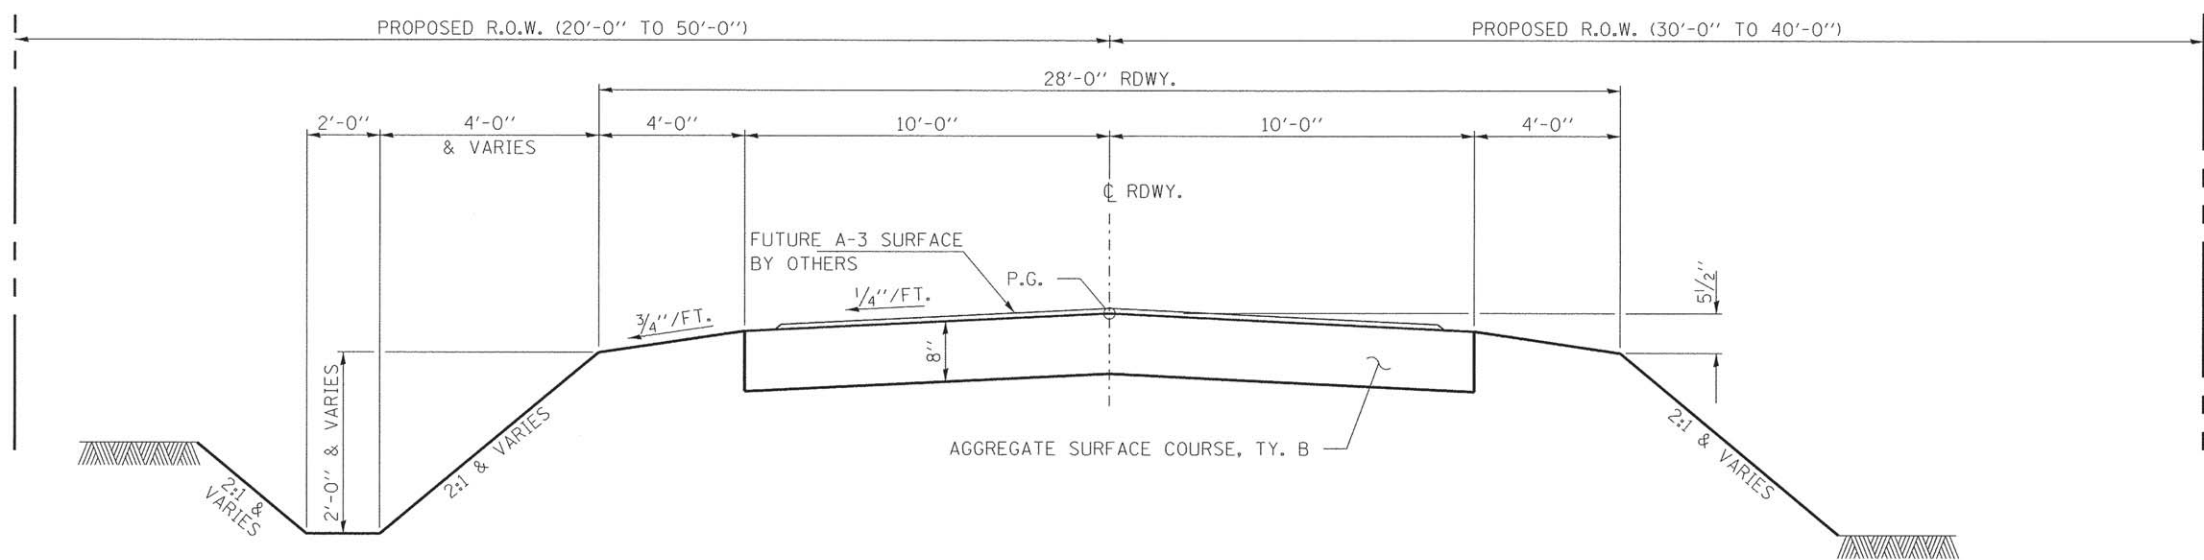 PROPOSED R.O.W. (20'-0" TO 50'-0")
PROPOSED R.O.W. (30'-0" TO 40'-0")
28'-0" RDWY.
2'-0"
4'-0"
& VARIES
4'-0"
10'-0"
10'-0"
4'-0"
℄ RDWY.
FUTURE A-3 SURFACE
BY OTHERS
P.G.
1/4"/FT.
3/4"/FT.
8"
5 1/2"
2'-0" & VARIES
2:1 & VARIES
2:1 &
VARIES
2:1 & VARIES
AGGREGATE SURFACE COURSE, TY. B